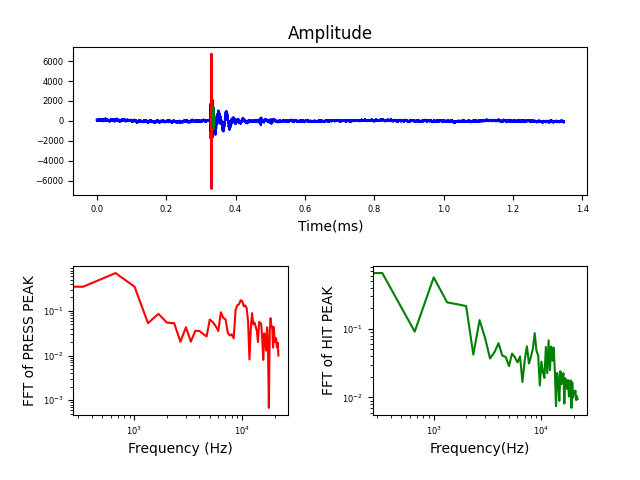 Amplitude
6000
4000
2000
0
−2000
−4000
−6000
0.0 0.2 0.4 0.6 0.8 1.0 1.2 1.4
Time(ms)
FFT of PRESS PEAK
10⁻¹
10⁻²
10⁻³
10³ 10⁴
Frequency (Hz)
FFT of HIT PEAK
10⁻¹
10⁻²
10³ 10⁴
Frequency(Hz)